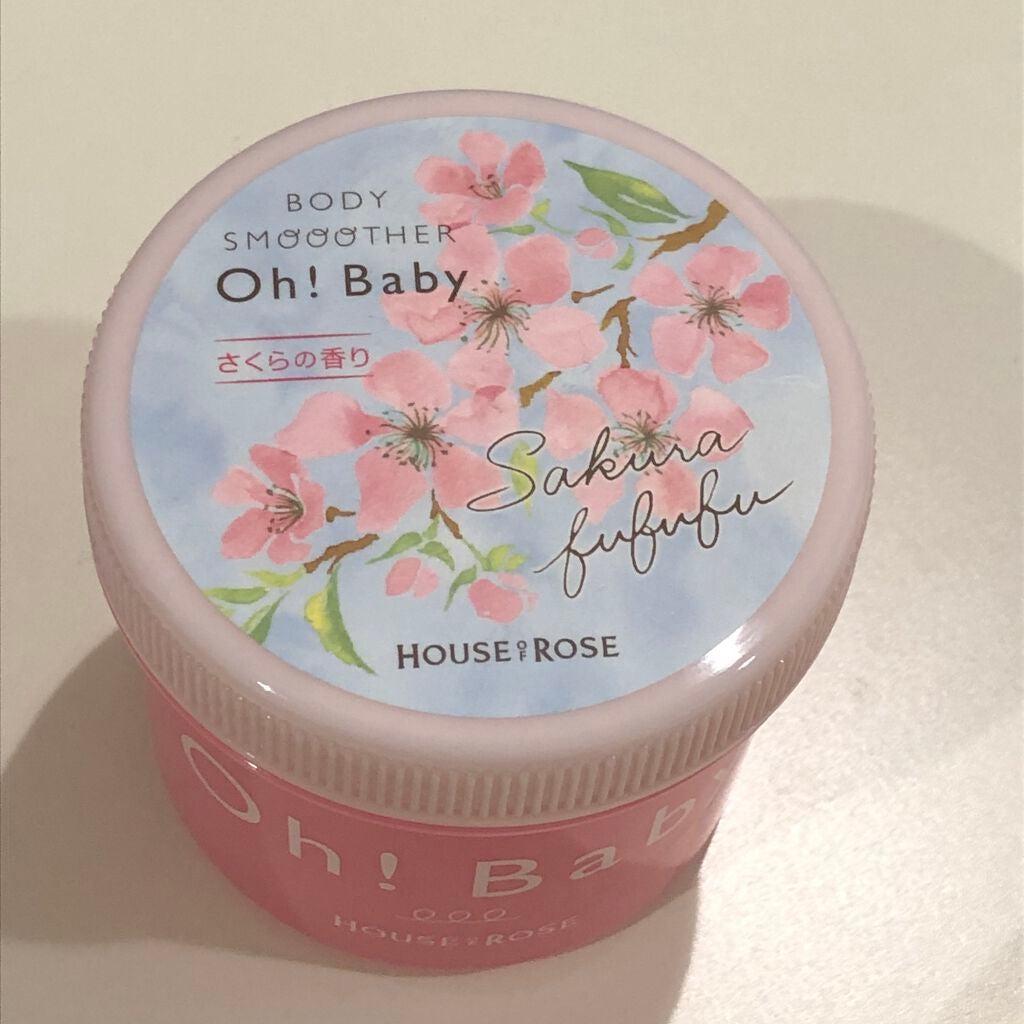 BODY
SMOOOTHER
Oh! Baby
さくらの香り
Sakura
fufufu
HOUSE OF ROSE
Oh! Baby
HOUSE OF ROSE